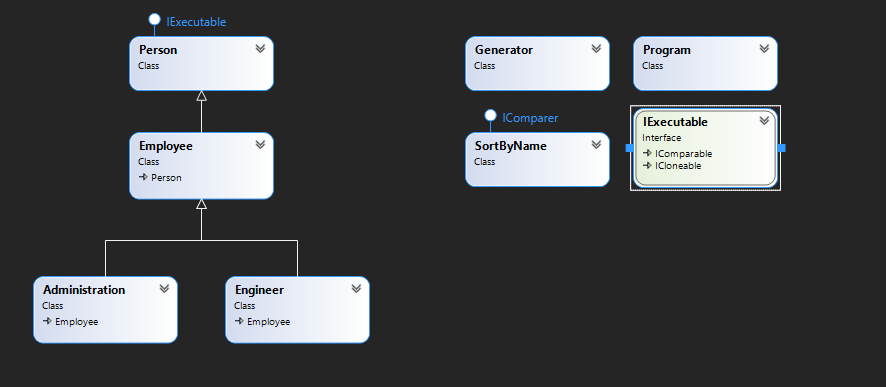 IExecutable
Person
Class
Generator
Class
Program
Class
IComparer
IExecutable
Interface
IComparable
ICloneable
Employee
Class
Person
SortByName
Class
Administration
Class
Employee
Engineer
Class
Employee